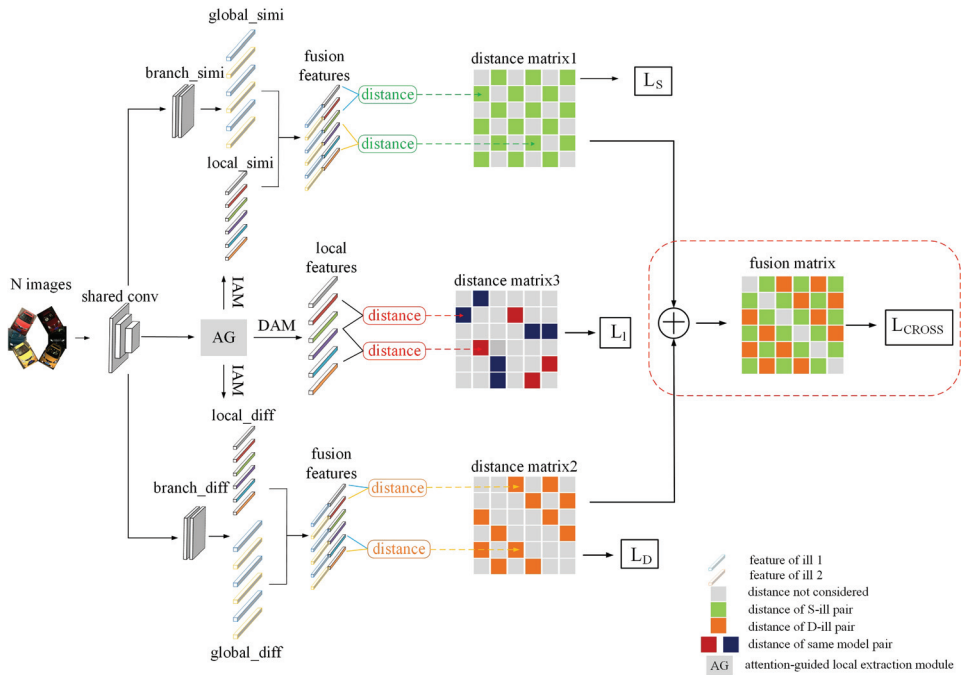 global_simi
branch_simi
fusion
features
distance
distance
distance matrix1
L_S
local_simi
IAM
N images
shared conv
AG
DAM
IAM
local
features
distance
distance
distance matrix3
L_l
fusion matrix
L_CROSS
local_diff
branch_diff
fusion
features
distance
distance
distance matrix2
L_D
global_diff
feature of ill 1
feature of ill 2
distance not considered
distance of S-ill pair
distance of D-ill pair
distance of same model pair
AG attention-guided local extraction module